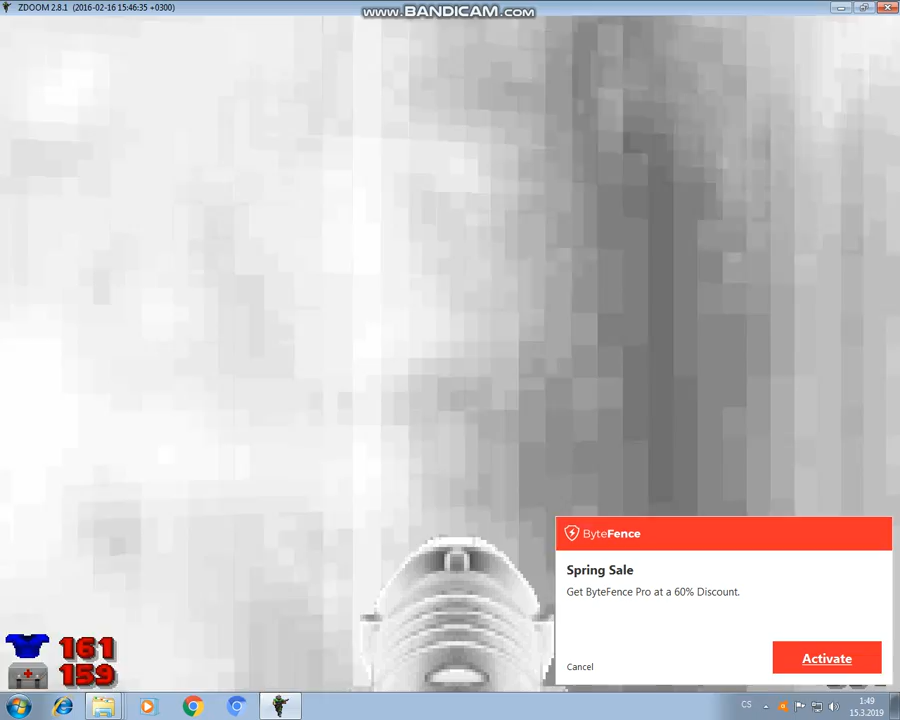 ZDOOM 2.8.1 (2016-02-16 15:46:35 +0300)
WWW.BANDICAM.COM
ByteFence
Spring Sale
Get ByteFence Pro at a 60% Discount.
Cancel
Activate
161
159
CS
1:49
15.3.2019